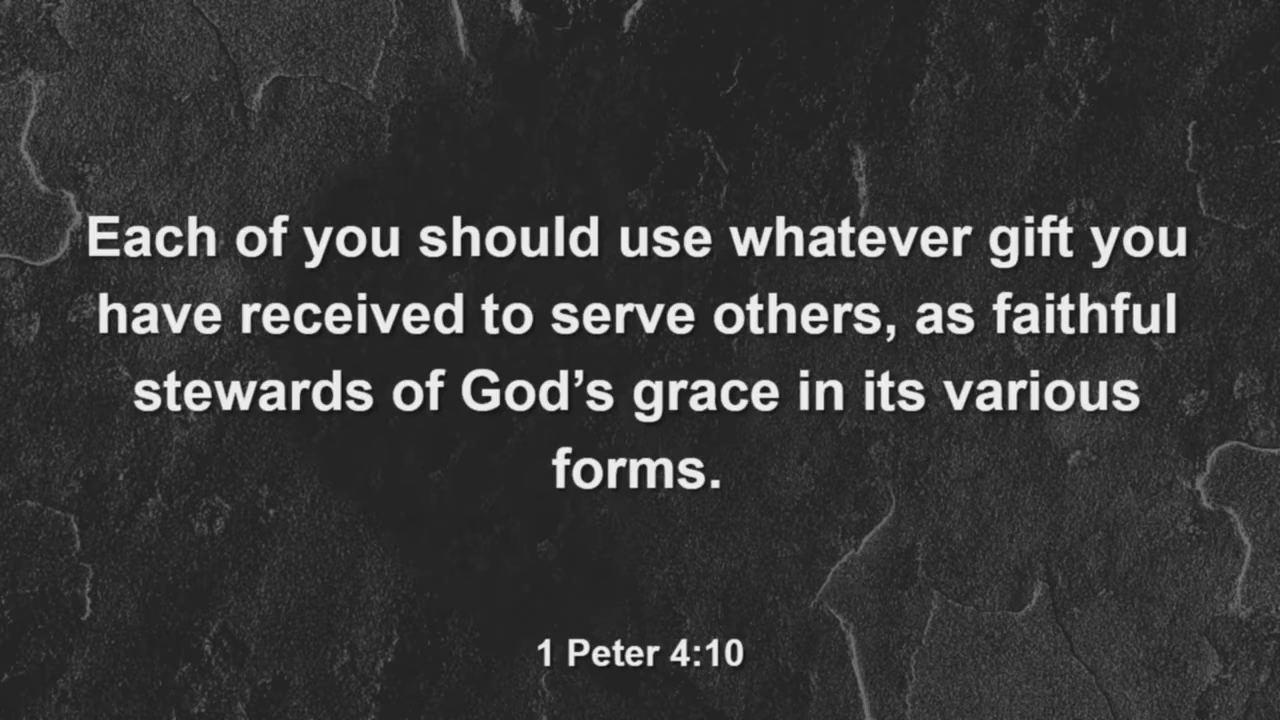 Each of you should use whatever gift you
have received to serve others, as faithful
stewards of God’s grace in its various
forms.
1 Peter 4:10